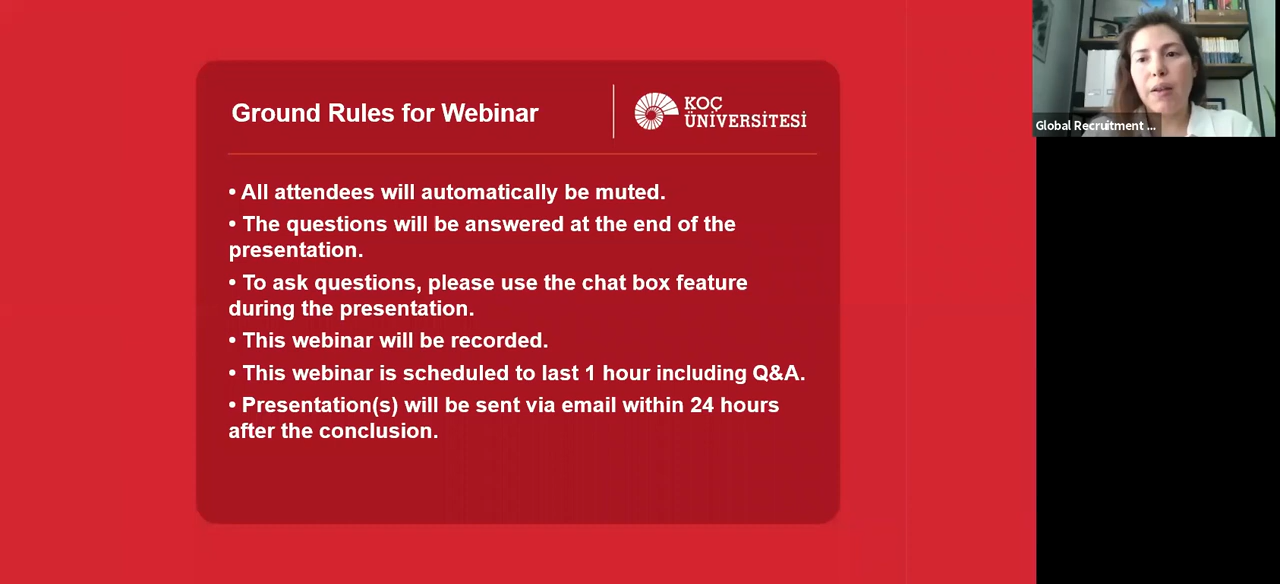 Ground Rules for Webinar
KOÇ
ÜNİVERSİTESİ
• All attendees will automatically be muted.
• The questions will be answered at the end of the
presentation.
• To ask questions, please use the chat box feature
during the presentation.
• This webinar will be recorded.
• This webinar is scheduled to last 1 hour including Q&A.
• Presentation(s) will be sent via email within 24 hours
after the conclusion.
Global Recruitment ...